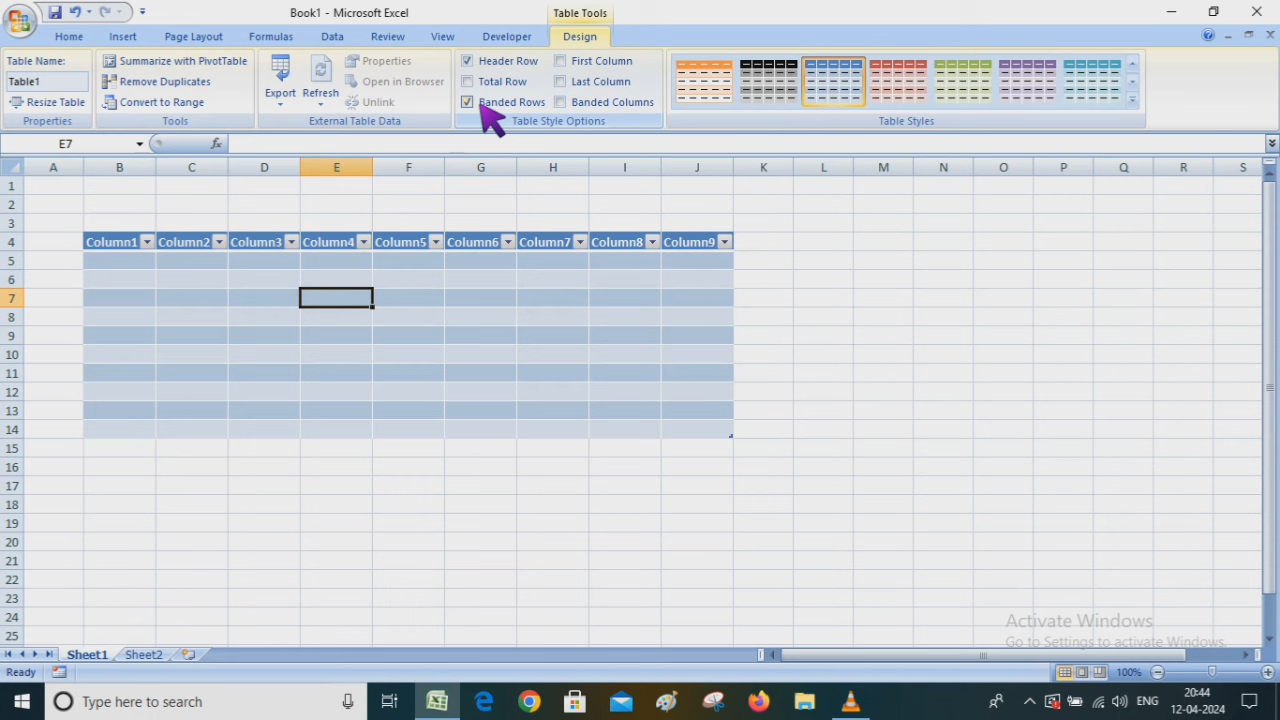 Book1 - Microsoft Excel
Table Tools
Home Insert Page Layout Formulas Data Review View Developer Design
Table Name:
Table1
Resize Table
Properties
Summarize with PivotTable
Remove Duplicates
Convert to Range
Tools
Export
Refresh
Properties
Open in Browser
Unlink
External Table Data
Header Row
Total Row
Banded Rows
First Column
Last Column
Banded Columns
Table Style Options
Table Styles
E7
fx
A B C D E F G H I J K L M N O P Q R S
1
2
3
4 Column1 Column2 Column3 Column4 Column5 Column6 Column7 Column8 Column9
5
6
7
8
9
10
11
12
13
14
15
16
17
18
19
20
21
22
23
24
25
Activate Windows
Go to Settings to activate Windows.
Sheet1 Sheet2
Ready
100%
Type here to search
ENG
20:44
12-04-2024